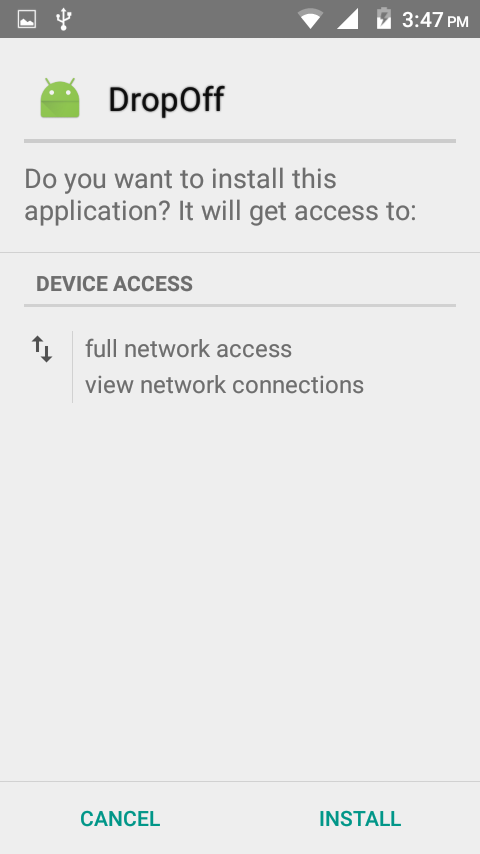 3:47 PM
DropOff
Do you want to install this
application? It will get access to:
DEVICE ACCESS
full network access
view network connections
CANCEL
INSTALL